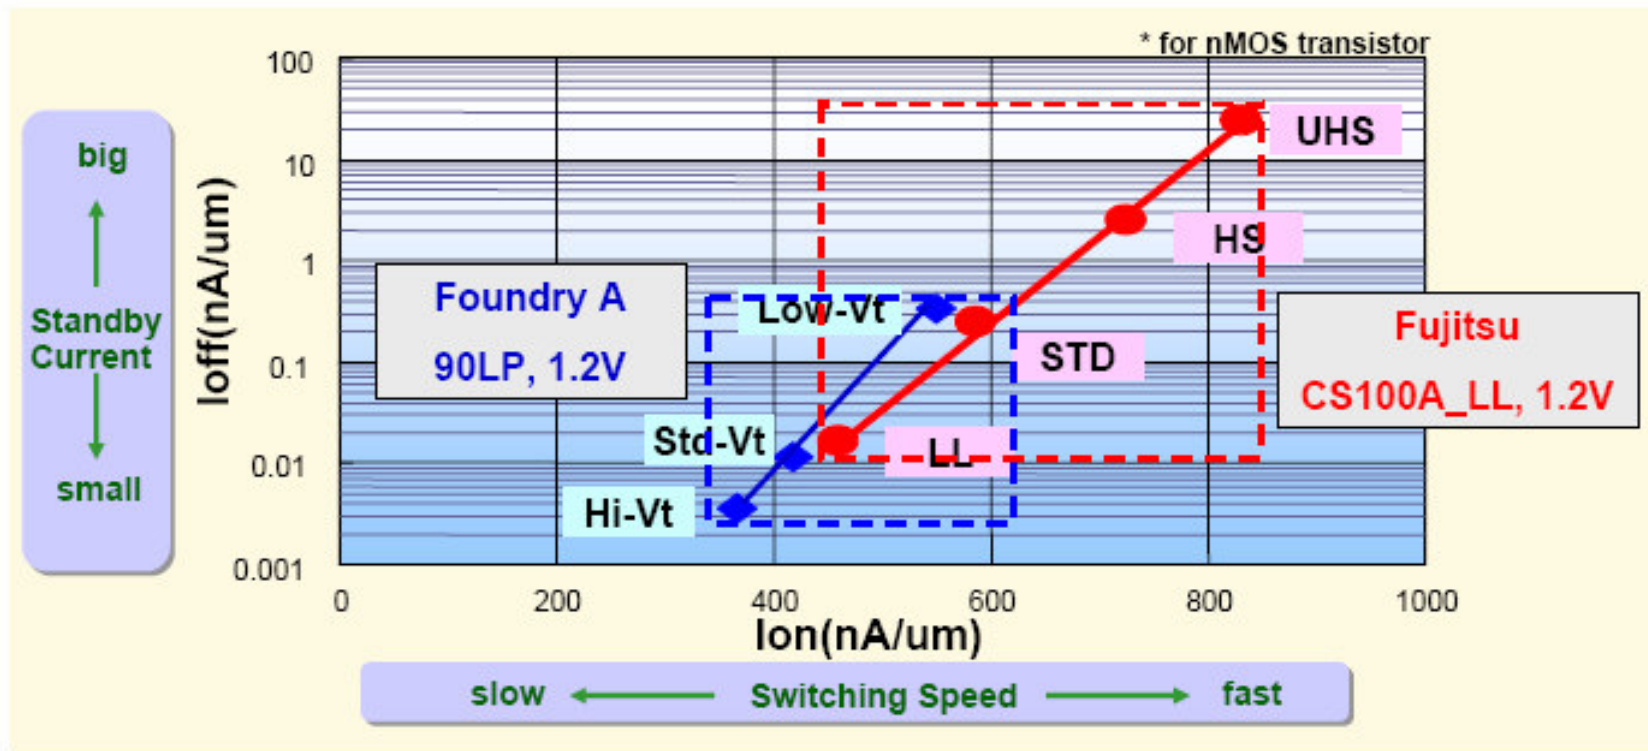 * for nMOS transistor
100
10
1
0.1
0.01
0.001
Ioff(nA/um)
big
Standby
Current
small
Foundry A
90LP, 1.2V
Low-Vt
Std-Vt
Hi-Vt
UHS
HS
STD
LL
Fujitsu
CS100A_LL, 1.2V
0 200 400 600 800 1000
Ion(nA/um)
slow Switching Speed fast